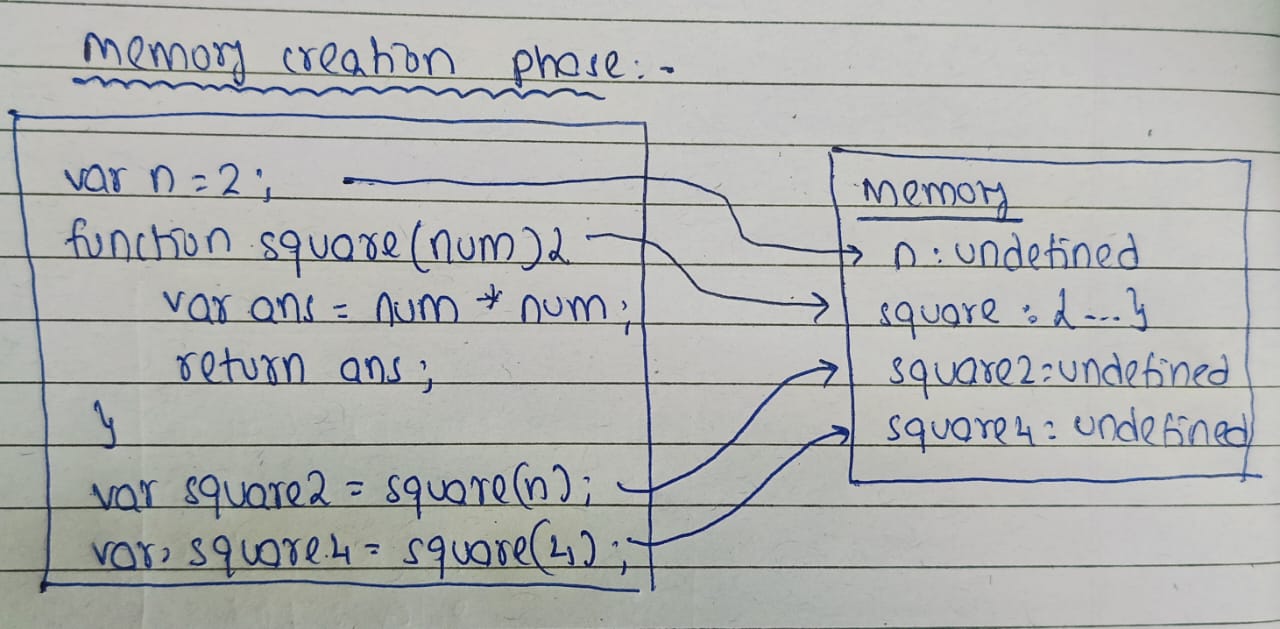 Memory creation phase:-
var n = 2;
function square(num){
var ans = num * num;
return ans;
}
var square2 = square(n);
var square4 = square(4);
Memory
n : undefined
square : {...}
square2 : undefined
square4 : undefined